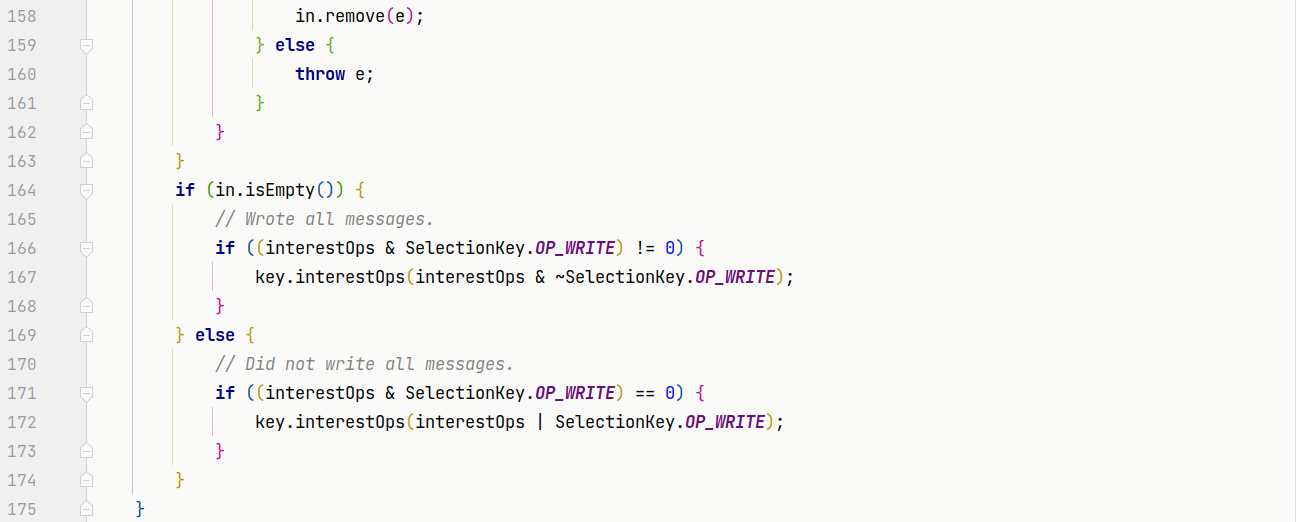 158 in.remove(e);
159 } else {
160 throw e;
161 }
162 }
163 }
164 if (in.isEmpty()) {
165 // Wrote all messages.
166 if ((interestOps & SelectionKey.OP_WRITE) != 0) {
167 key.interestOps(interestOps & ~SelectionKey.OP_WRITE);
168 }
169 } else {
170 // Did not write all messages.
171 if ((interestOps & SelectionKey.OP_WRITE) == 0) {
172 key.interestOps(interestOps | SelectionKey.OP_WRITE);
173 }
174 }
175 }